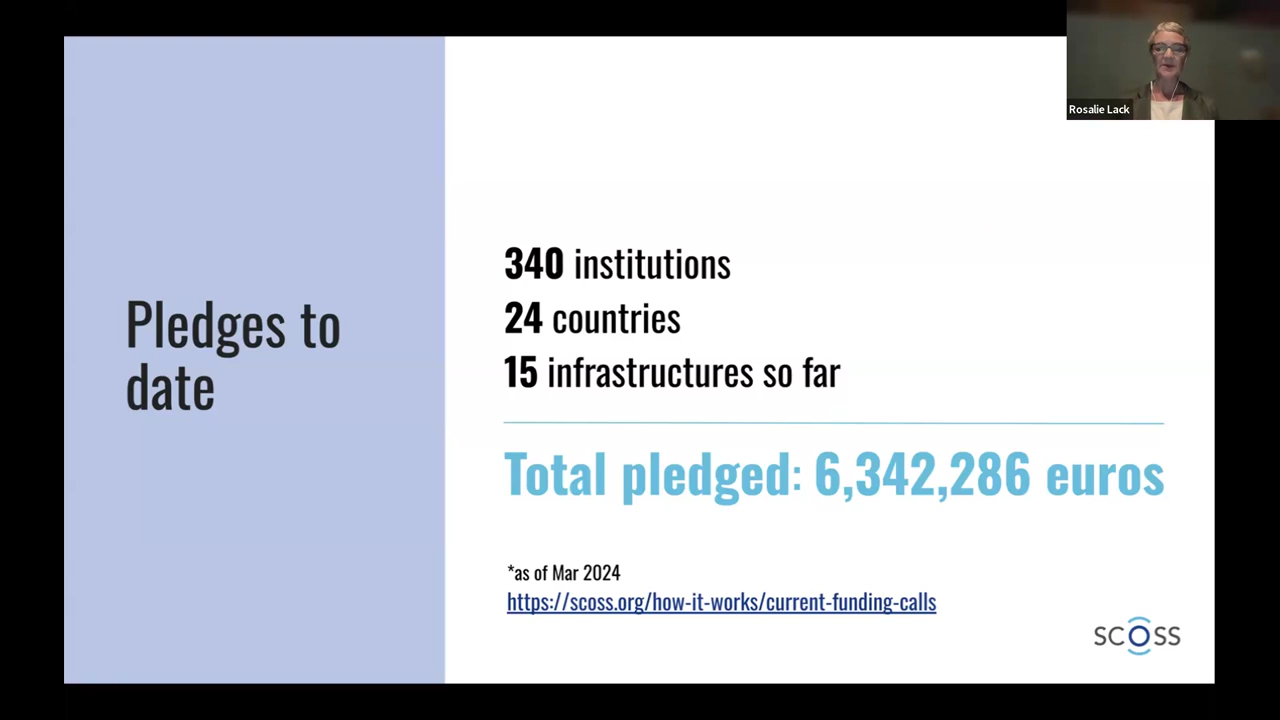 Rosalie Lack
Pledges to
date
340 institutions
24 countries
15 infrastructures so far
Total pledged: 6,342,286 euros
*as of Mar 2024
https://scoss.org/how-it-works/current-funding-calls
SCOSS